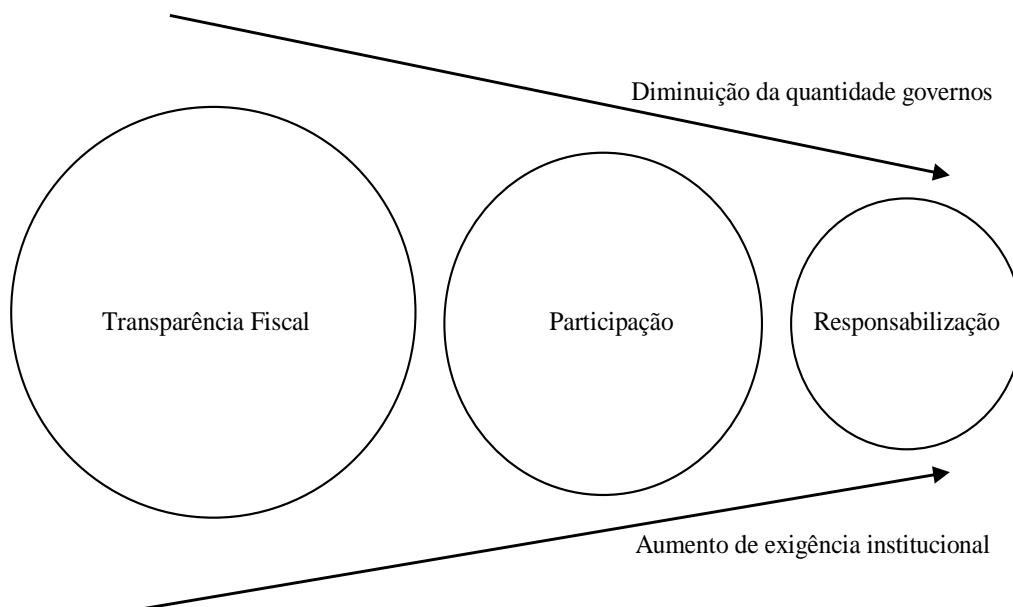 Diminuição da quantidade governos
Transparência Fiscal
Participação
Responsabilização
Aumento de exigência institucional